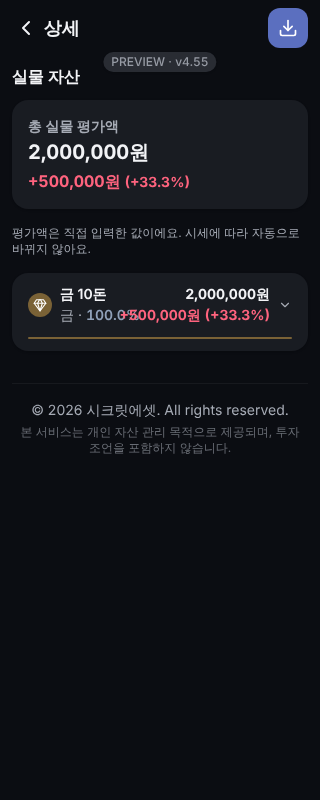 상세
PREVIEW · v4.55
실물 자산
총 실물 평가액
2,000,000원
+500,000원 (+33.3%)
평가액은 직접 입력한 값이에요. 시세에 따라 자동으로
바뀌지 않아요.
금 10돈 2,000,000원
금 · 100.0% +500,000원 (+33.3%)
© 2026 시크릿에셋. All rights reserved.
본 서비스는 개인 자산 관리 목적으로 제공되며, 투자
조언을 포함하지 않습니다.